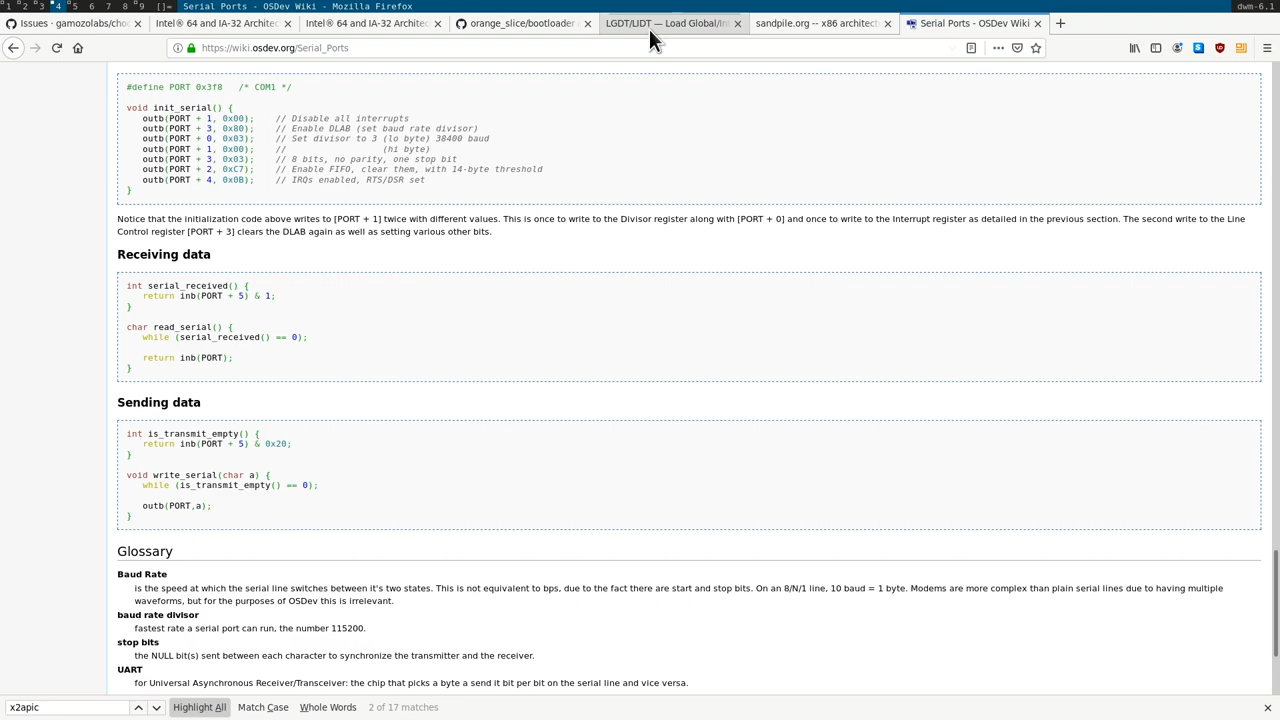 1 2 3 4 5 6 7 8 9 []= Serial Ports - OSDev Wiki - Mozilla Firefox dwm-6.1
Issues · gamozolabs/cho Intel® 64 and IA-32 Architec Intel® 64 and IA-32 Architec orange_slice/bootloader LGDT/LIDT — Load Global/In sandpile.org -- x86 architect Serial Ports - OSDev Wiki
https://wiki.osdev.org/Serial_Ports
#define PORT 0x3f8 /* COM1 */
void init_serial() {
outb(PORT + 1, 0x00); // Disable all interrupts
outb(PORT + 3, 0x80); // Enable DLAB (set baud rate divisor)
outb(PORT + 0, 0x03); // Set divisor to 3 (lo byte) 38400 baud
outb(PORT + 1, 0x00); // (hi byte)
outb(PORT + 3, 0x03); // 8 bits, no parity, one stop bit
outb(PORT + 2, 0xC7); // Enable FIFO, clear them, with 14-byte threshold
outb(PORT + 4, 0x0B); // IRQs enabled, RTS/DSR set
}
Notice that the initialization code above writes to [PORT + 1] twice with different values. This is once to write to the Divisor register along with [PORT + 0] and once to write to the Interrupt register as detailed in the previous section. The second write to the Line
Control register [PORT + 3] clears the DLAB again as well as setting various other bits.
Receiving data
int serial_received() {
return inb(PORT + 5) & 1;
}
char read_serial() {
while (serial_received() == 0);
return inb(PORT);
}
Sending data
int is_transmit_empty() {
return inb(PORT + 5) & 0x20;
}
void write_serial(char a) {
while (is_transmit_empty() == 0);
outb(PORT,a);
}
Glossary
Baud Rate
is the speed at which the serial line switches between it's two states. This is not equivalent to bps, due to the fact there are start and stop bits. On an 8/N/1 line, 10 baud = 1 byte. Modems are more complex than plain serial lines due to having multiple
waveforms, but for the purposes of OSDev this is irrelevant.
baud rate divisor
fastest rate a serial port can run, the number 115200.
stop bits
the NULL bit(s) sent between each character to synchronize the transmitter and the receiver.
UART
for Universal Asynchronous Receiver/Transceiver: the chip that picks a byte a send it bit per bit on the serial line and vice versa.
x2apic Highlight All Match Case Whole Words 2 of 17 matches